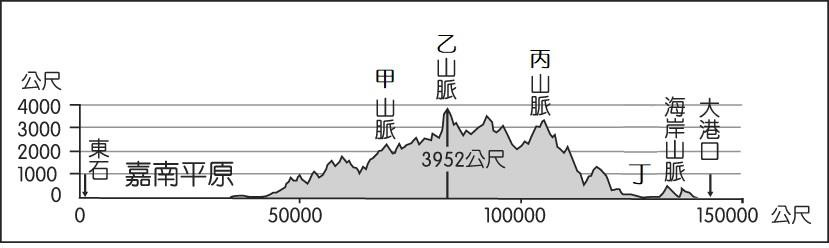 公尺
4000
3000
2000
1000
0
東石
嘉南平原
甲山脈
乙山脈
3952公尺
丙山脈
丁
海岸山脈
大港口
0
50000
100000
150000 公尺